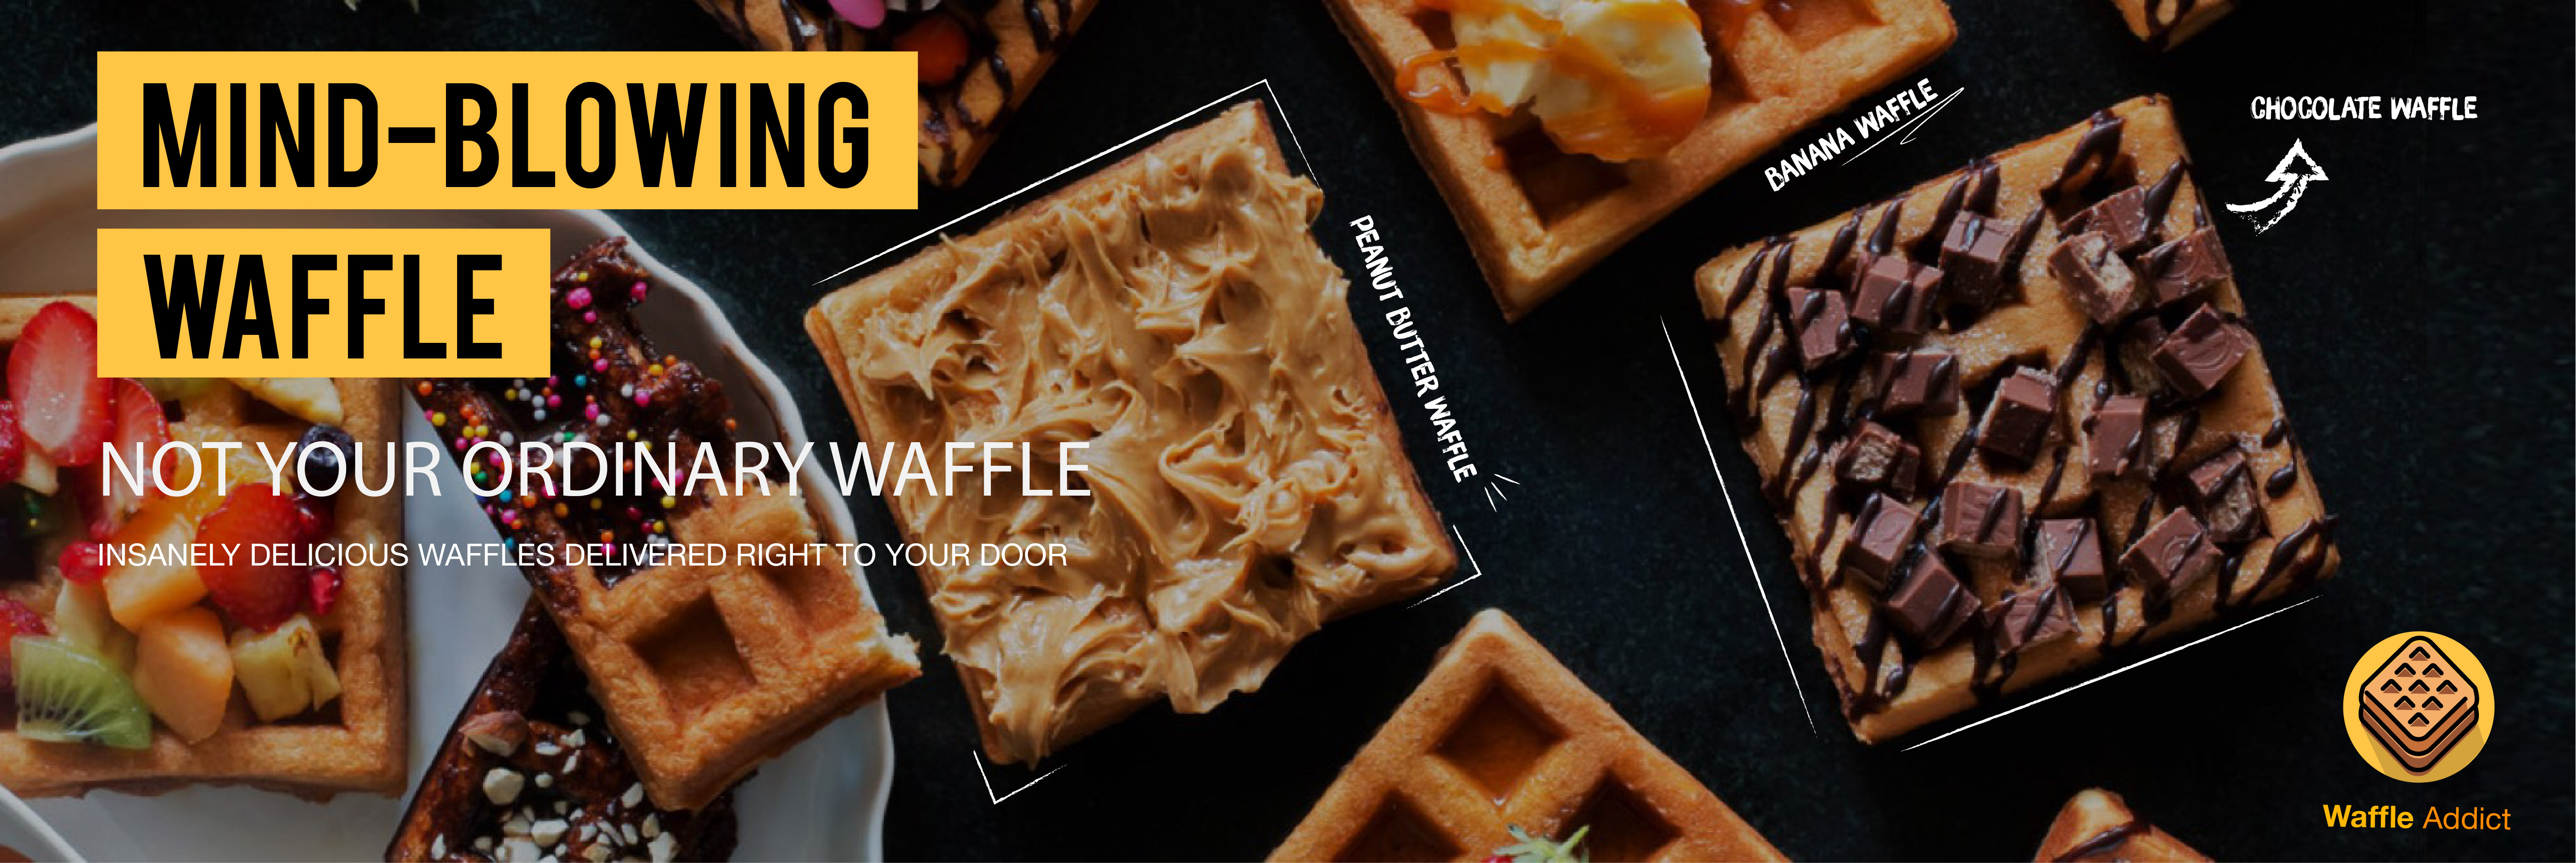 MIND-BLOWING
WAFFLE
NOT YOUR ORDINARY WAFFLE
INSANELY DELICIOUS WAFFLES DELIVERED RIGHT TO YOUR DOOR
PEANUT BUTTER WAFFLE
BANANA WAFFLE
CHOCOLATE WAFFLE
Waffle Addict